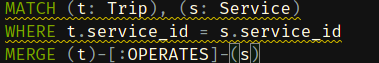 MATCH (t: Trip), (s: Service)
WHERE t.service_id = s.service_id
MERGE (t)-[:OPERATES]-(s)